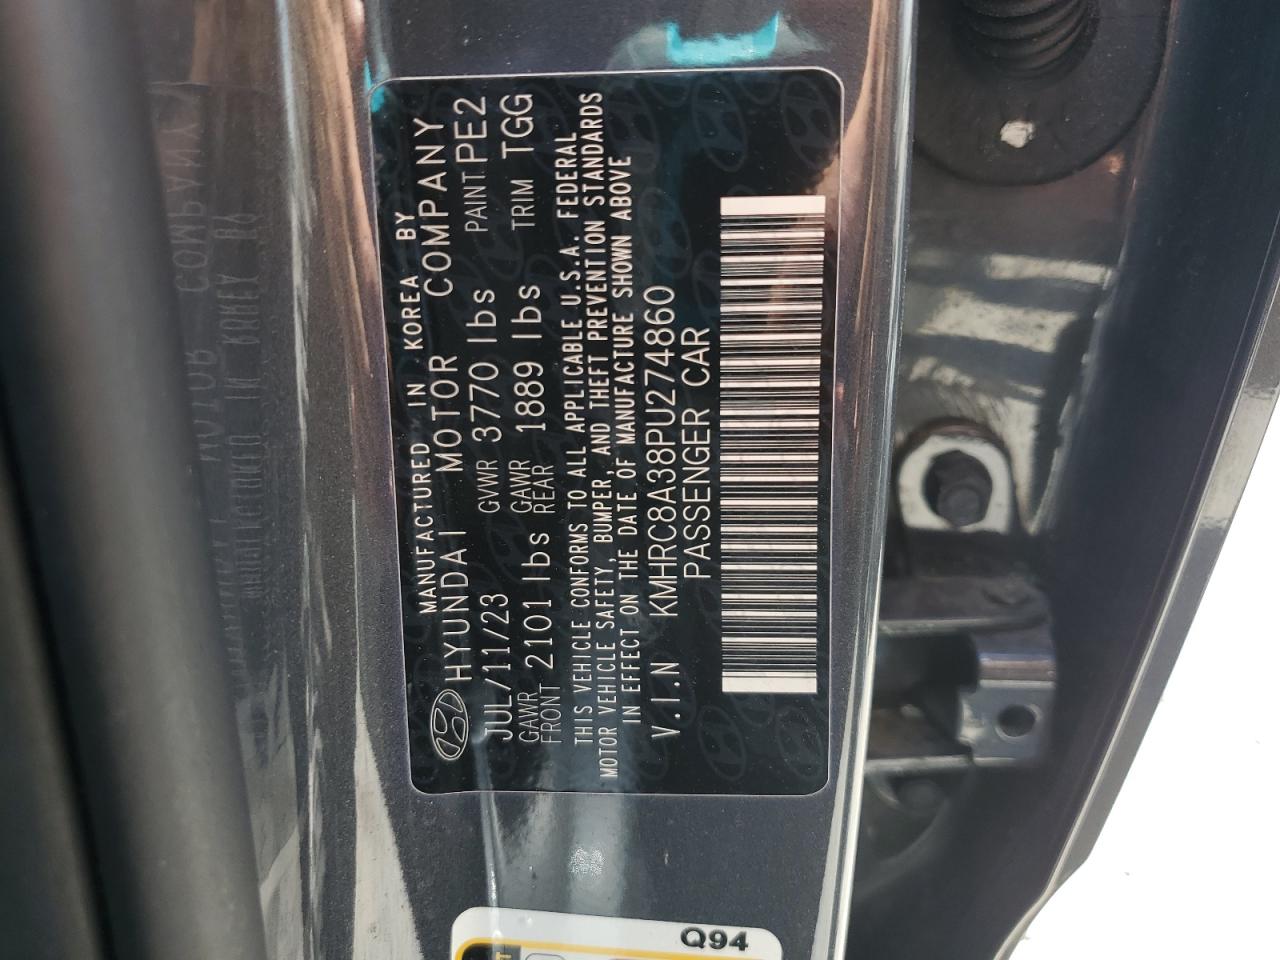 MANUFACTURED IN KOREA BY
HYUNDAI MOTOR COMPANY
JUL/11/23 GVWR 3770 lbs PAINT PE2
GAWR FRONT 2101 lbs GAWR REAR 1889 lbs TRIM TGG
THIS VEHICLE CONFORMS TO ALL APPLICABLE U.S.A. FEDERAL
MOTOR VEHICLE SAFETY, BUMPER, AND THEFT PREVENTION STANDARDS
IN EFFECT ON THE DATE OF MANUFACTURE SHOWN ABOVE
V.I.N KMHRC8A38PU274860
PASSENGER CAR
Q94